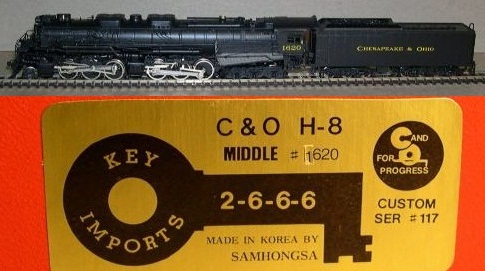 1620
CHESAPEAKE & OHIO
C & O H-8
MIDDLE # 1620
KEY
IMPORTS
2-6-6-6
MADE IN KOREA BY
SAMHONGSA
C AND O
FOR
PROGRESS
CUSTOM
SER # 117